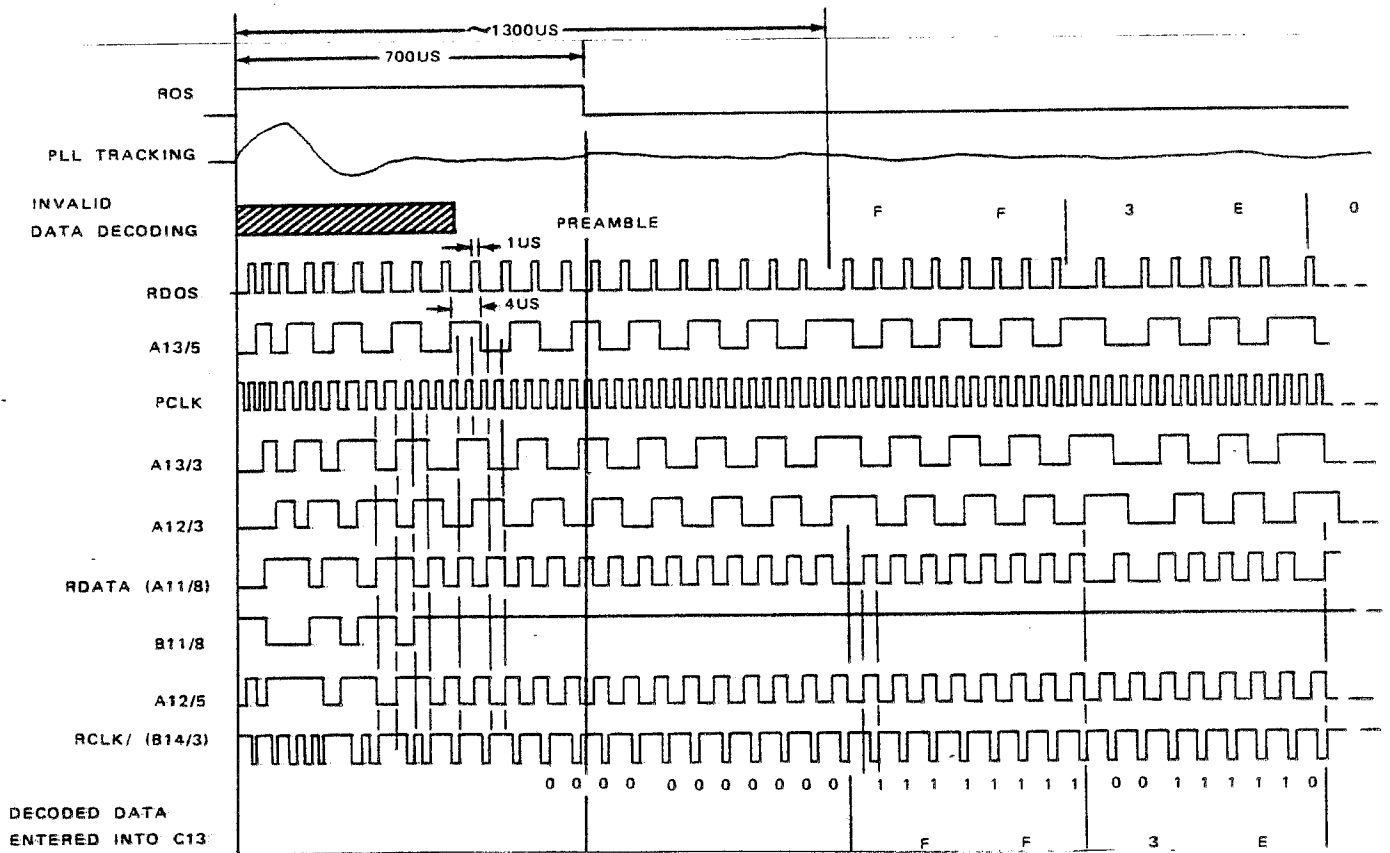 ~1300US
700US
ROS
PLL TRACKING
INVALID
DATA DECODING
PREAMBLE
F F 3 E 0
1US
RDOS
4US
A13/5
PCLK
A13/3
A12/3
RDATA (A11/8)
B11/8
A12/5
RCLK/ (B14/3)
0 0 0 0 0 0 0 0 0 0 1 1 1 1 1 1 1 1 0 0 1 1 1 1 1 0
DECODED DATA
ENTERED INTO C13
F F 3 E